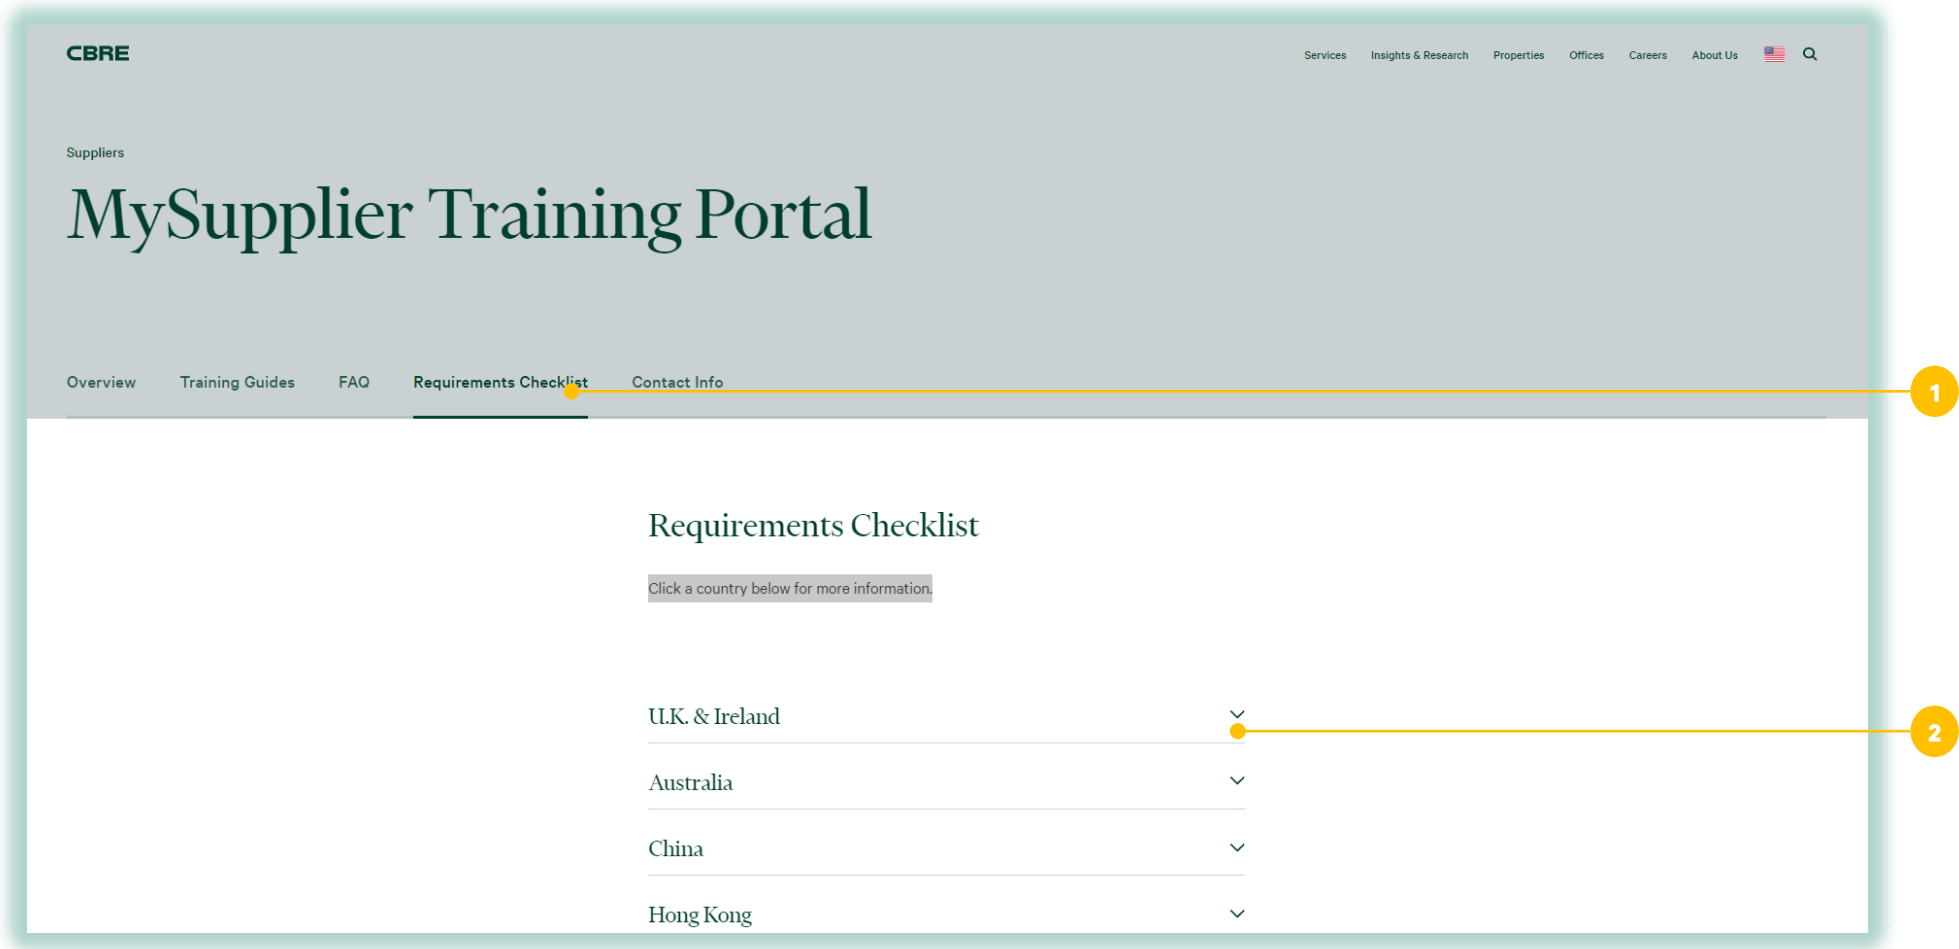 CBRE
Services Insights & Research Properties Offices Careers About Us
Suppliers
MySupplier Training Portal
Overview Training Guides FAQ Requirements Checklist Contact Info
1
Requirements Checklist
Click a country below for more information.
U.K. & Ireland
2
Australia
China
Hong Kong